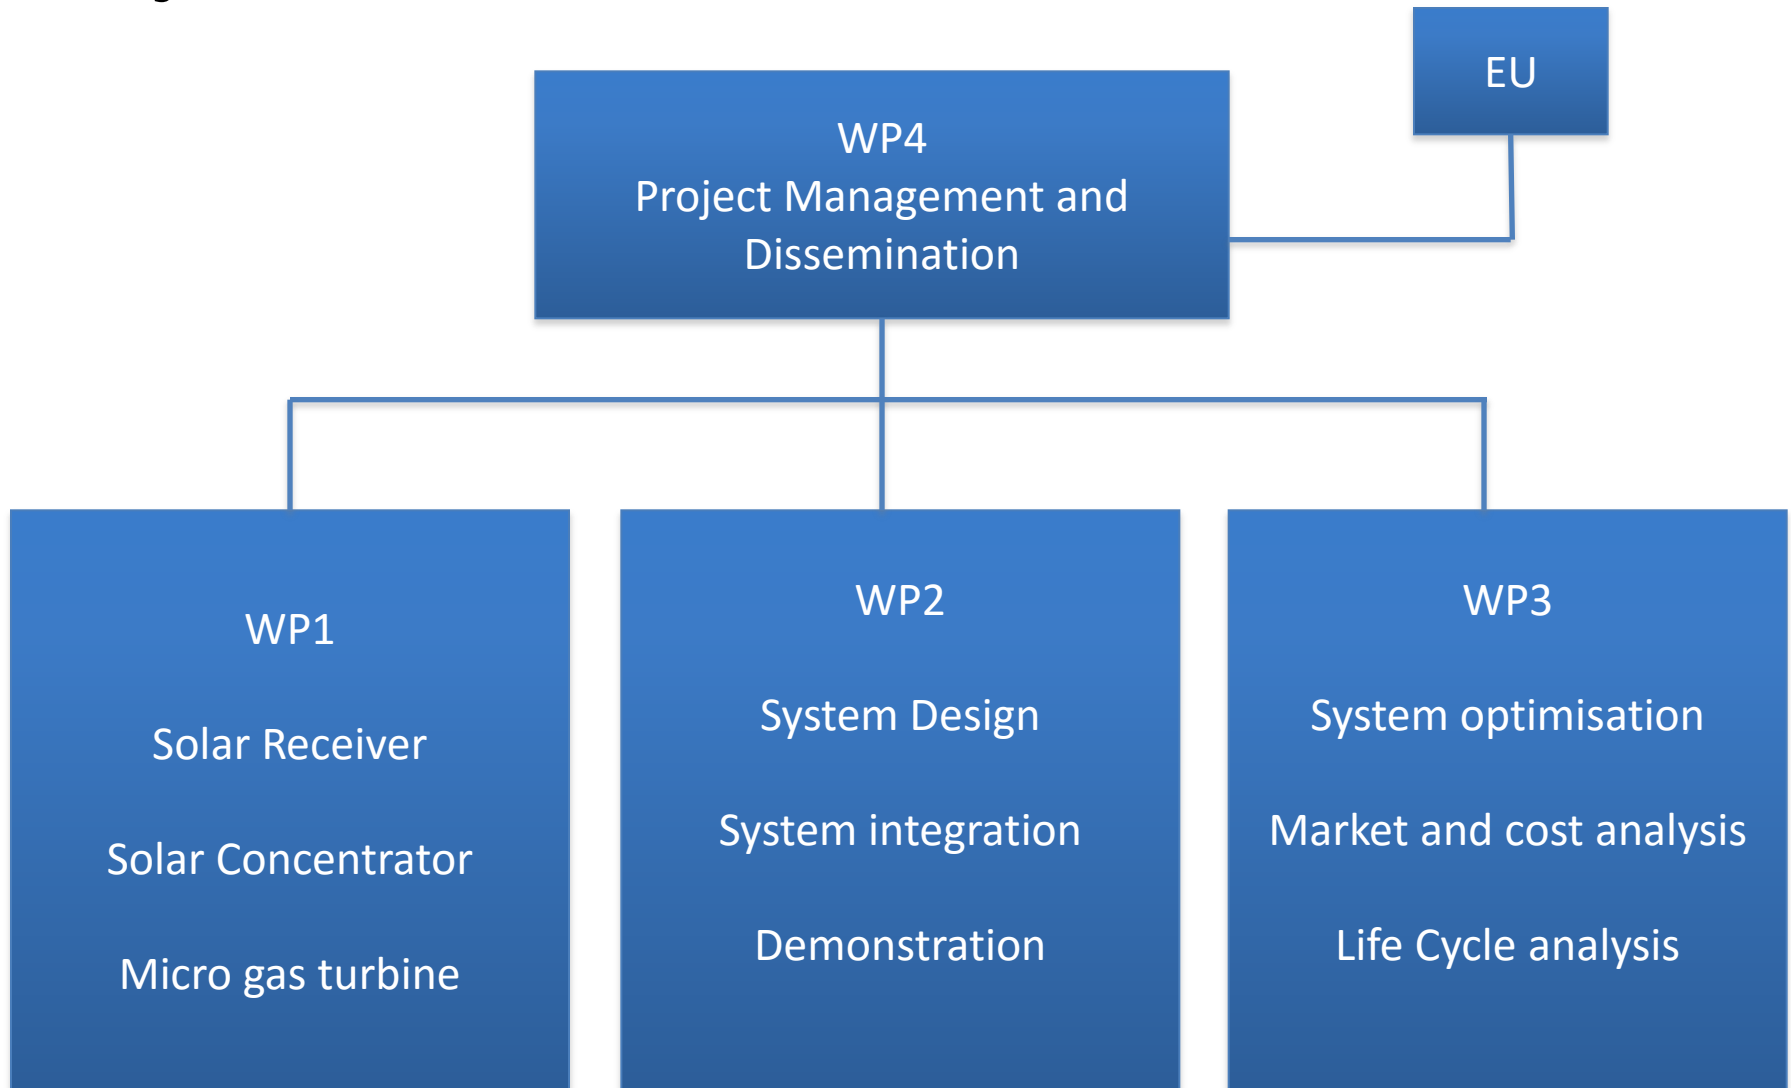 EU
WP4
Project Management and
Dissemination
WP1
Solar Receiver
Solar Concentrator
Micro gas turbine
WP2
System Design
System integration
Demonstration
WP3
System optimisation
Market and cost analysis
Life Cycle analysis